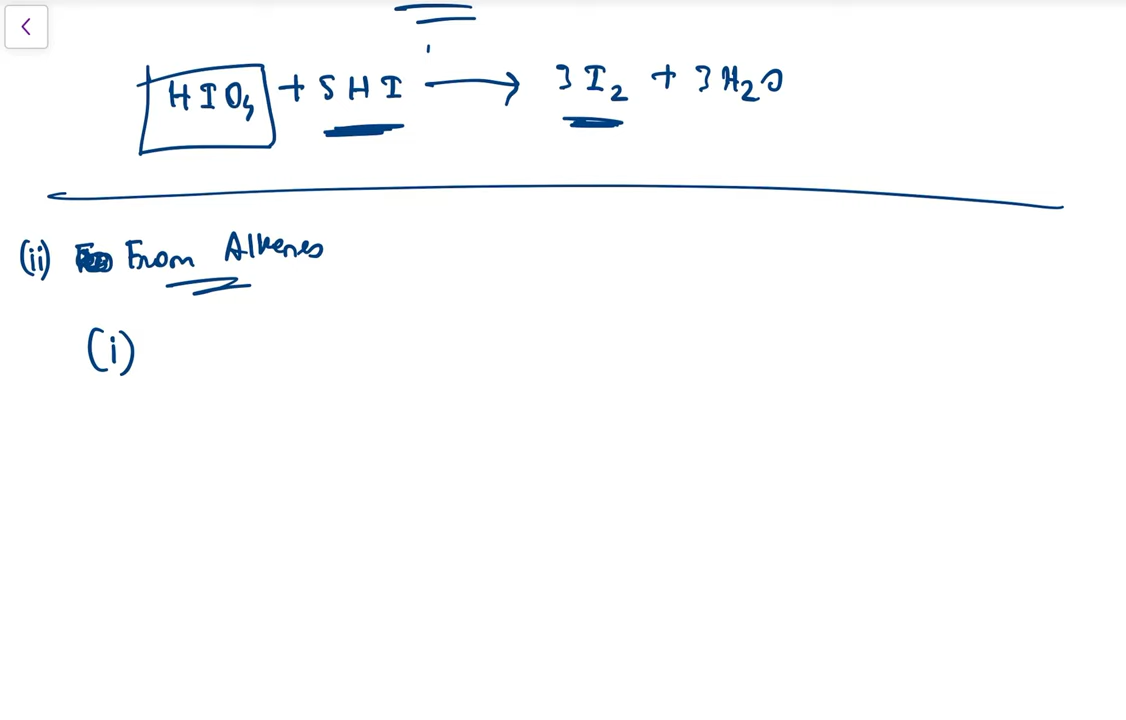 HIO₃ + 5HI ⟶ 3I₂ + 3H₂O
(ii) From Alkenes
(i)